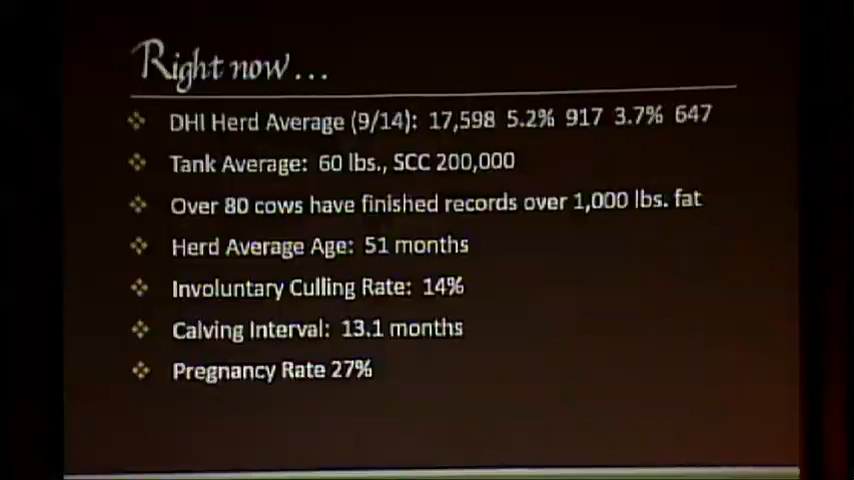 Right now...
DHI Herd Average (9/14): 17,598 5.2% 917 3.7% 647
Tank Average: 60 lbs., SCC 200,000
Over 80 cows have finished records over 1,000 lbs. fat
Herd Average Age: 51 months
Involuntary Culling Rate: 14%
Calving Interval: 13.1 months
Pregnancy Rate 27%